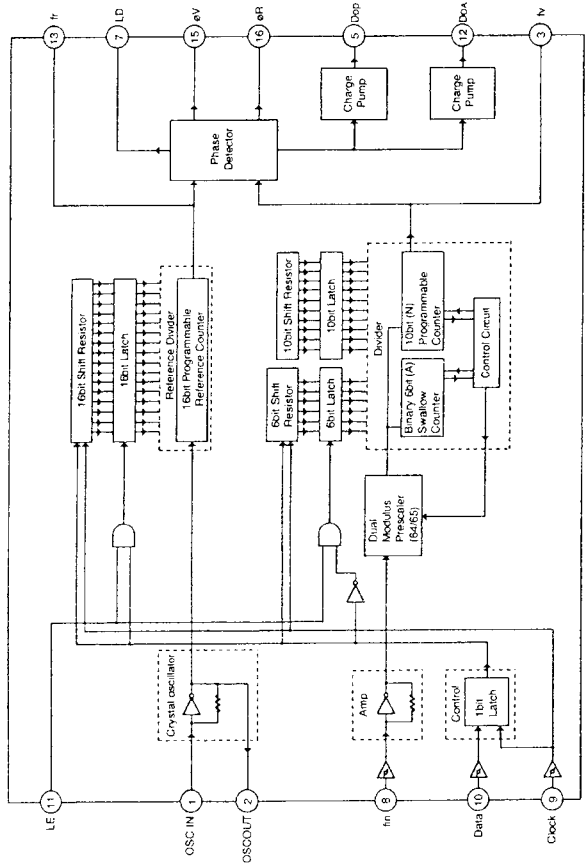 LE
11
OSC IN
1
OSCOUT
2
fin
8
Data
10
Clock
9
Crystal oscillator
Amp
Control
1bit
Latch
16bit Shift Resistor
16bit Latch
Reference Divider
16bit Programmable
Reference Counter
6bit Shift
Resistor
6bit Latch
10bit Shift Resistor
10bit Latch
Divider
Dual
Modulus
Prescaler
(64/65)
Binary 6bit (A)
Swallow
Counter
10bit (N)
Programmable
Counter
Control Circuit
Phase
Detector
Charge
Pump
Charge
Pump
13
fr
7
LD
15
øV
16
øR
5
DOP
12
DOA
3
fv